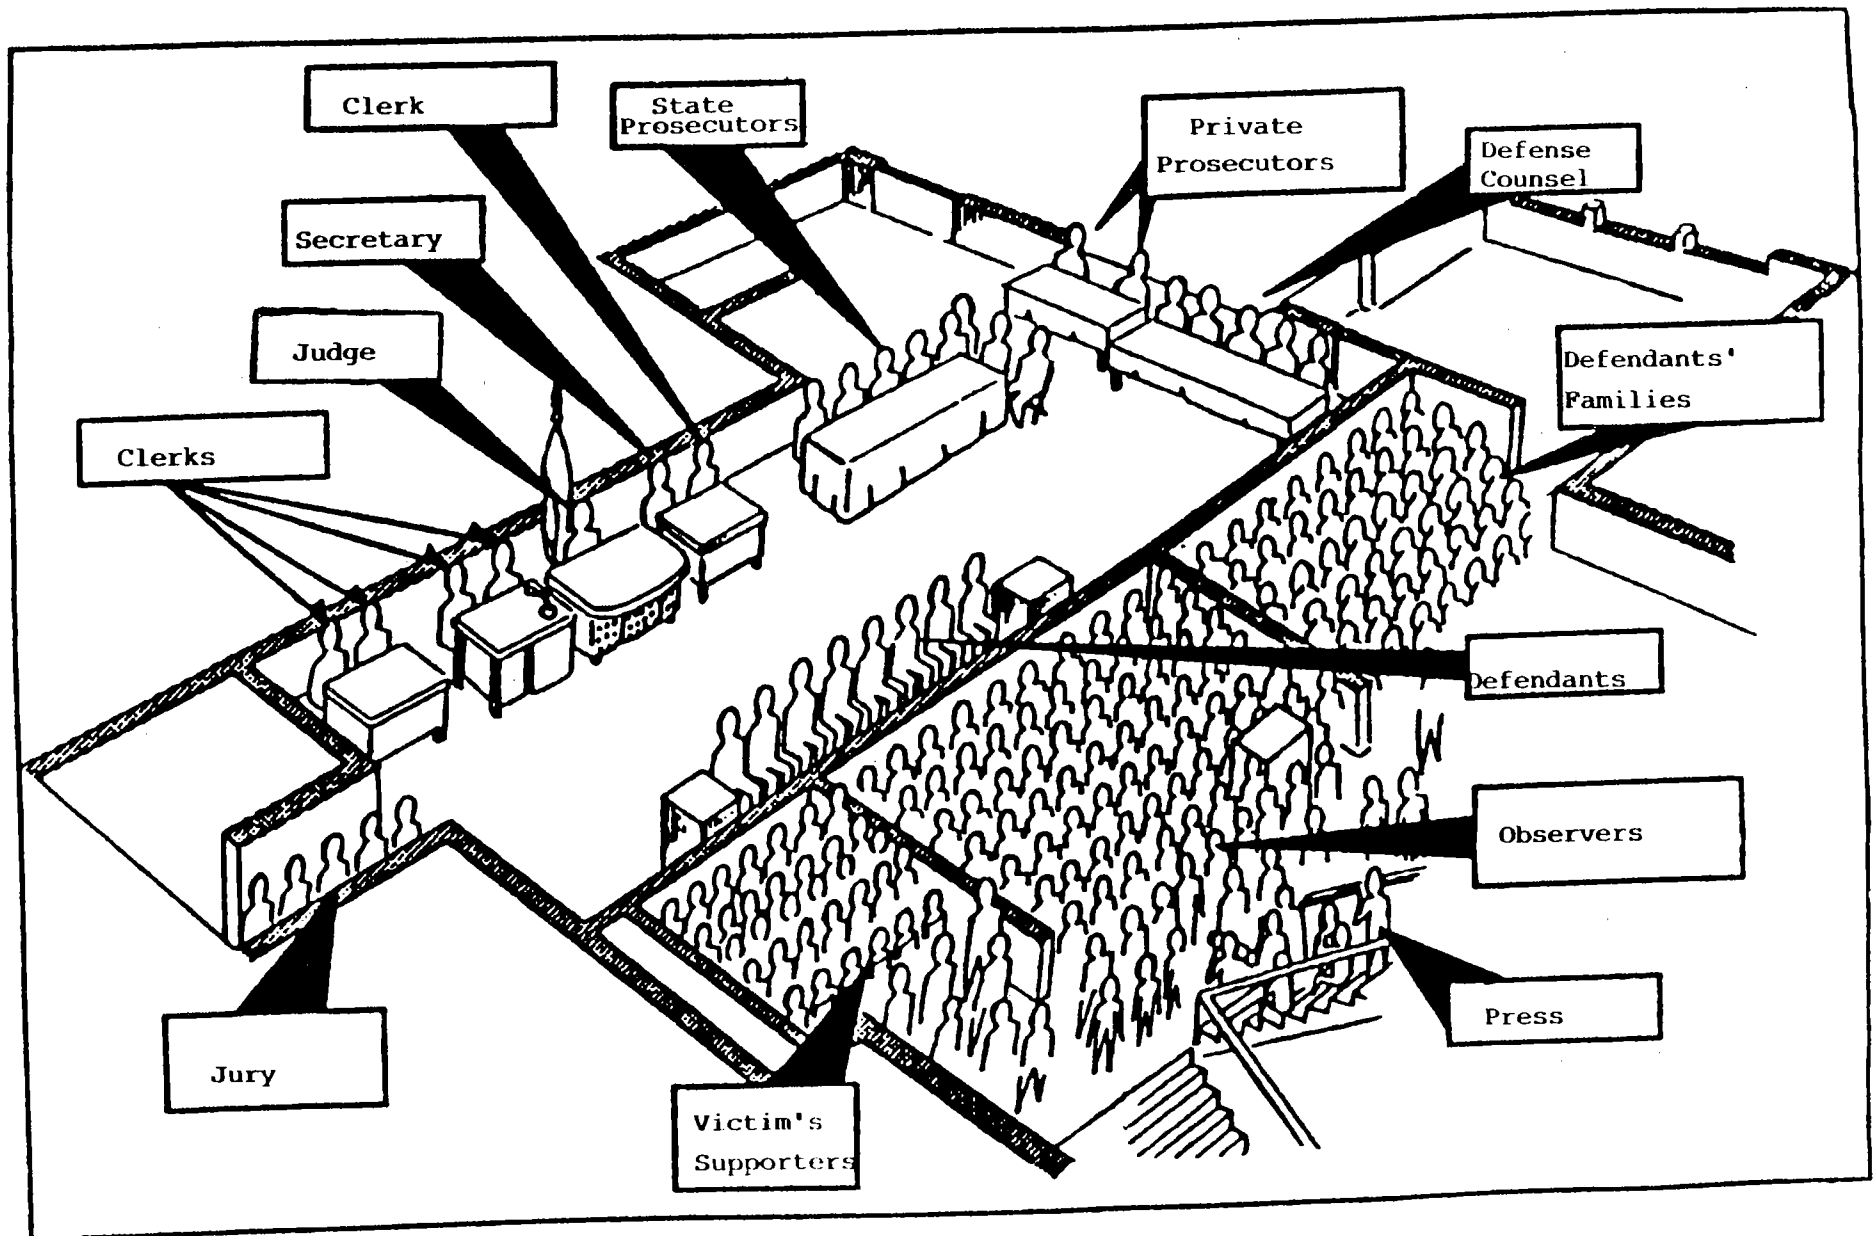 Clerk
State
Prosecutors
Private
Prosecutors
Defense
Counsel
Secretary
Judge
Defendants'
Families
Clerks
Defendants
Observers
Press
Jury
Victim's
Supporters